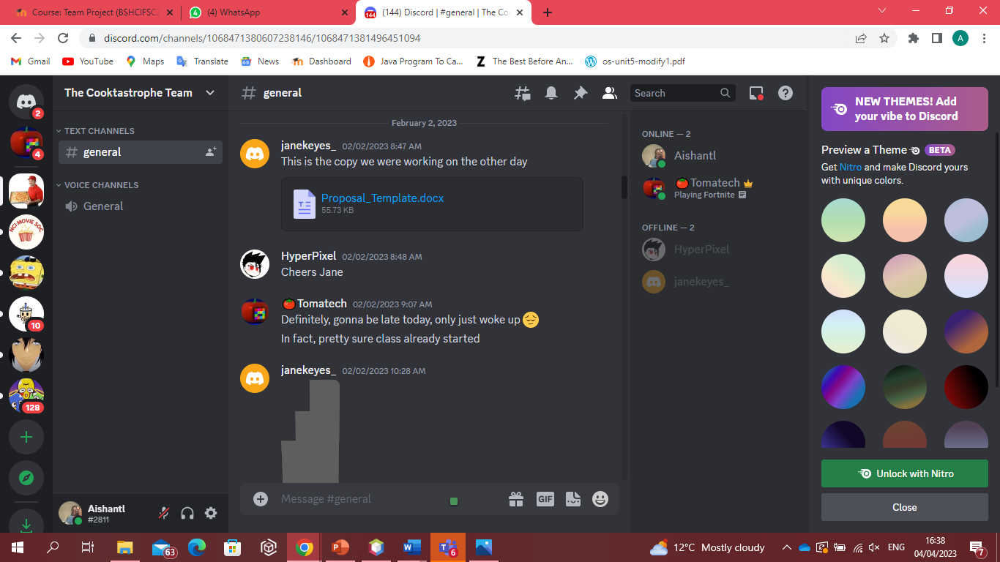 Course: Team Project (BSHCIFSC2
(4) WhatsApp
(144) Discord | #general | The Co
discord.com/channels/1068471380607238146/1068471381496451094
A
Gmail
YouTube
Maps
Translate
News
Dashboard
Java Program To Ca...
The Best Before An...
os-unit5-modify1.pdf
2
4
NCI MOVIE SOC
10
128
The Cooktastrophe Team
TEXT CHANNELS
general
VOICE CHANNELS
General
Aishantl
#2811
general
Search
February 2, 2023
janekeyes_ 02/02/2023 8:47 AM
This is the copy we were working on the other day
Proposal_Template.docx
55.73 KB
HyperPixel 02/02/2023 8:48 AM
Cheers Jane
🍅Tomatech 02/02/2023 9:07 AM
Definitely, gonna be late today, only just woke up 😔
In fact, pretty sure class already started
janekeyes_ 02/02/2023 10:28 AM
Message #general
GIF
ONLINE — 2
Aishantl
🍅Tomatech
Playing Fortnite
OFFLINE — 2
HyperPixel
janekeyes_
NEW THEMES! Add
your vibe to Discord
Preview a Theme BETA
Get Nitro and make Discord yours
with unique colors.
Unlock with Nitro
Close
63
6
12°C Mostly cloudy
ENG
16:38
04/04/2023
7